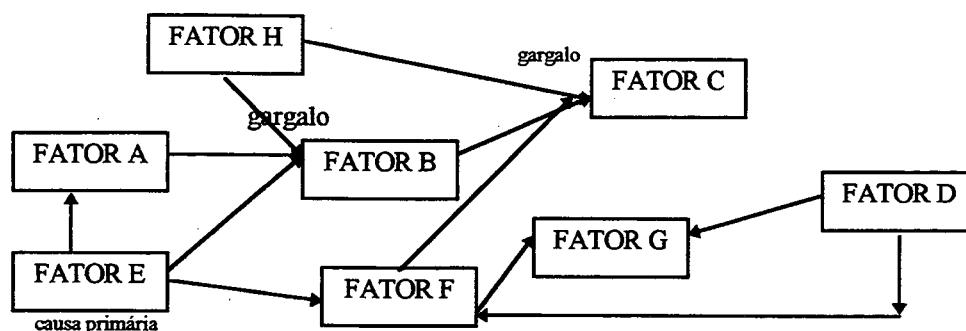 FATOR H
gargalo
FATOR C
gargalo
FATOR A
FATOR B
FATOR D
FATOR G
FATOR E
FATOR F
causa primária